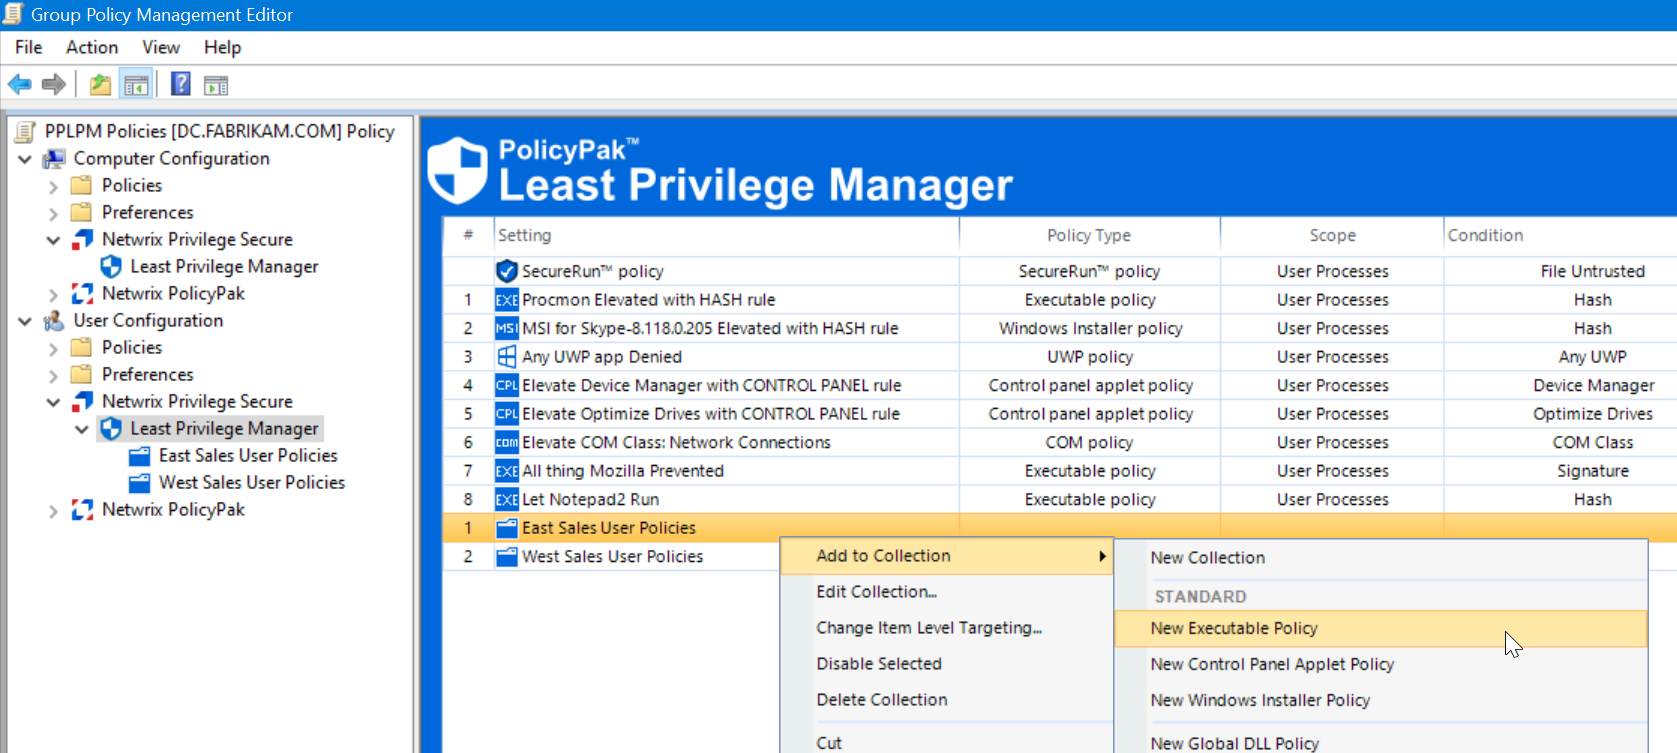 Group Policy Management Editor
File Action View Help
PPLPM Policies [DC.FABRIKAM.COM] Policy
Computer Configuration
Policies
Preferences
Netwrix Privilege Secure
Least Privilege Manager
Netwrix PolicyPak
User Configuration
Policies
Preferences
Netwrix Privilege Secure
Least Privilege Manager
East Sales User Policies
West Sales User Policies
Netwrix PolicyPak
PolicyPak™
Least Privilege Manager
# Setting Policy Type Scope Condition
SecureRun™ policy SecureRun™ policy User Processes File Untrusted
1 EXE Procmon Elevated with HASH rule Executable policy User Processes Hash
2 MSI MSI for Skype-8.118.0.205 Elevated with HASH rule Windows Installer policy User Processes Hash
3 Any UWP app Denied UWP policy User Processes Any UWP
4 CPL Elevate Device Manager with CONTROL PANEL rule Control panel applet policy User Processes Device Manager
5 CPL Elevate Optimize Drives with CONTROL PANEL rule Control panel applet policy User Processes Optimize Drives
6 com Elevate COM Class: Network Connections COM policy User Processes COM Class
7 EXE All thing Mozilla Prevented Executable policy User Processes Signature
8 EXE Let Notepad2 Run Executable policy User Processes Hash
1 East Sales User Policies
2 West Sales User Policies
Add to Collection
Edit Collection...
Change Item Level Targeting...
Disable Selected
Delete Collection
Cut
New Collection
STANDARD
New Executable Policy
New Control Panel Applet Policy
New Windows Installer Policy
New Global DLL Policy